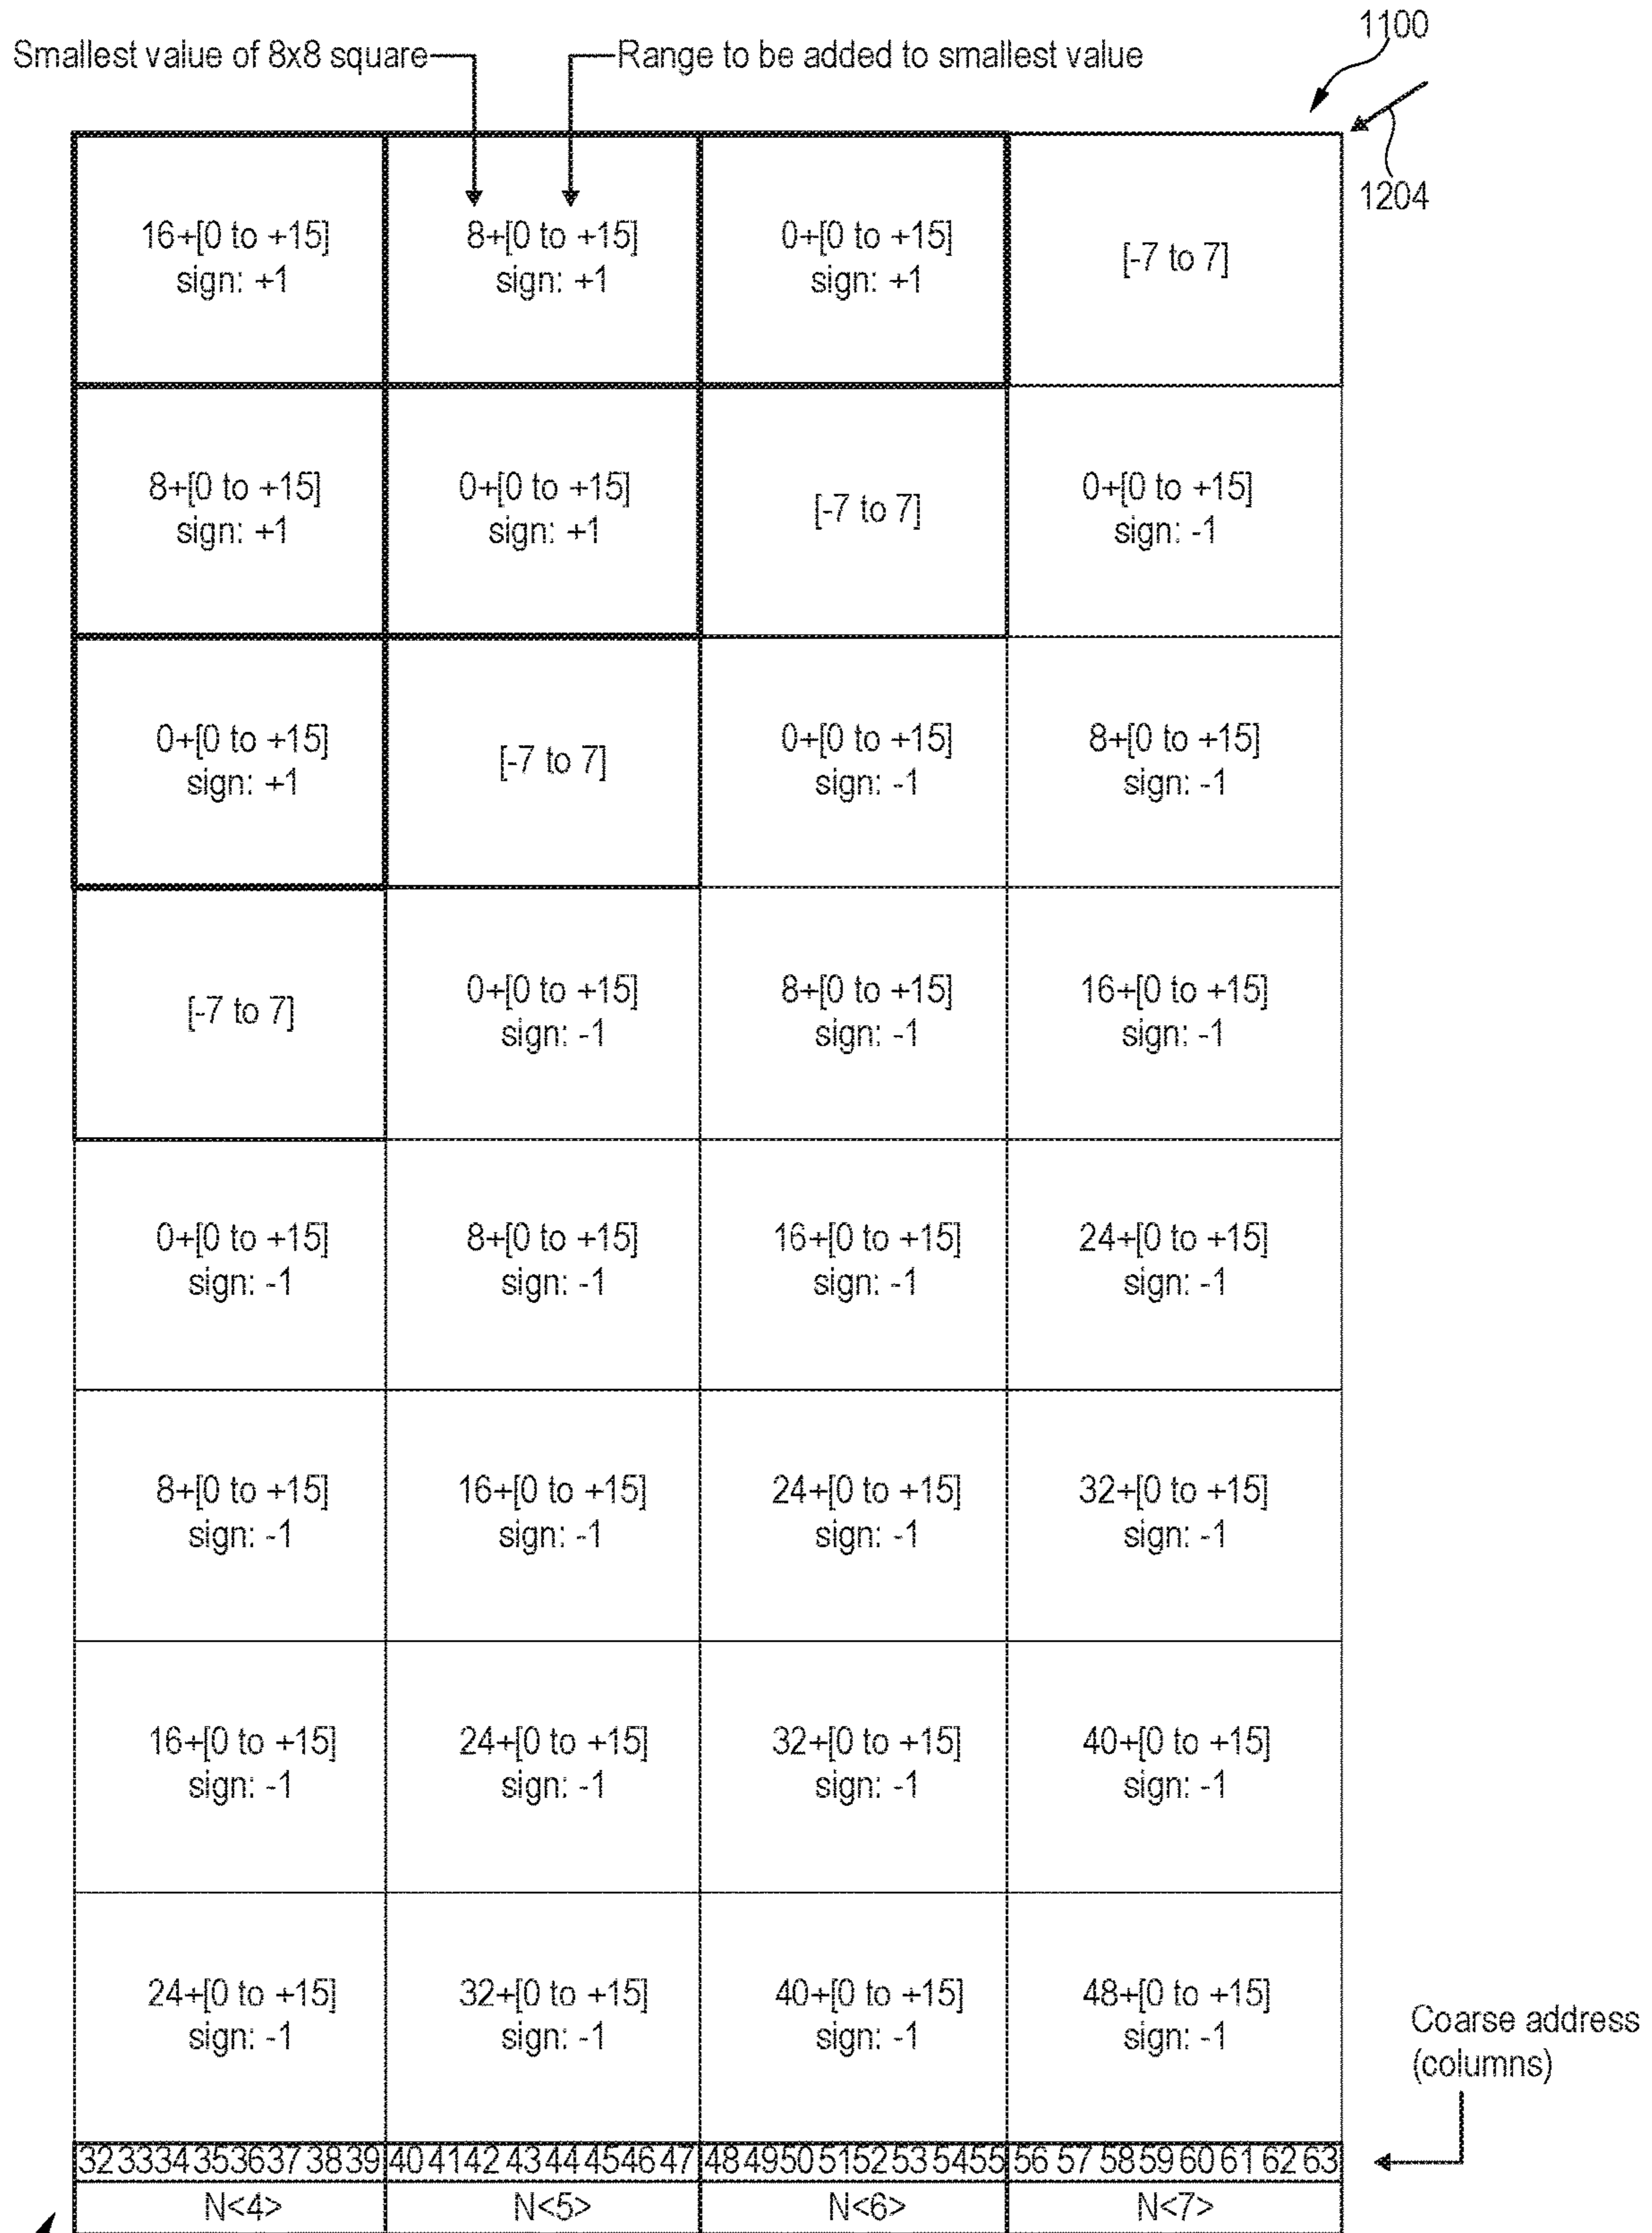 1100
Smallest value of 8x8 square
Range to be added to smallest value
1204
16+[0 to +15]
sign: +1
8+[0 to +15]
sign: +1
0+[0 to +15]
sign: +1
[-7 to 7]
8+[0 to +15]
sign: +1
0+[0 to +15]
sign: +1
[-7 to 7]
0+[0 to +15]
sign: -1
0+[0 to +15]
sign: +1
[-7 to 7]
0+[0 to +15]
sign: -1
8+[0 to +15]
sign: -1
[-7 to 7]
0+[0 to +15]
sign: -1
8+[0 to +15]
sign: -1
16+[0 to +15]
sign: -1
0+[0 to +15]
sign: -1
8+[0 to +15]
sign: -1
16+[0 to +15]
sign: -1
24+[0 to +15]
sign: -1
8+[0 to +15]
sign: -1
16+[0 to +15]
sign: -1
24+[0 to +15]
sign: -1
32+[0 to +15]
sign: -1
16+[0 to +15]
sign: -1
24+[0 to +15]
sign: -1
32+[0 to +15]
sign: -1
40+[0 to +15]
sign: -1
24+[0 to +15]
sign: -1
32+[0 to +15]
sign: -1
40+[0 to +15]
sign: -1
48+[0 to +15]
sign: -1
Coarse address
(columns)
32 33 34 35 36 37 38 39 40 41 42 43 44 45 46 47 48 49 50 51 52 53 54 55 56 57 58 59 60 61 62 63
N<4> N<5> N<6> N<7>